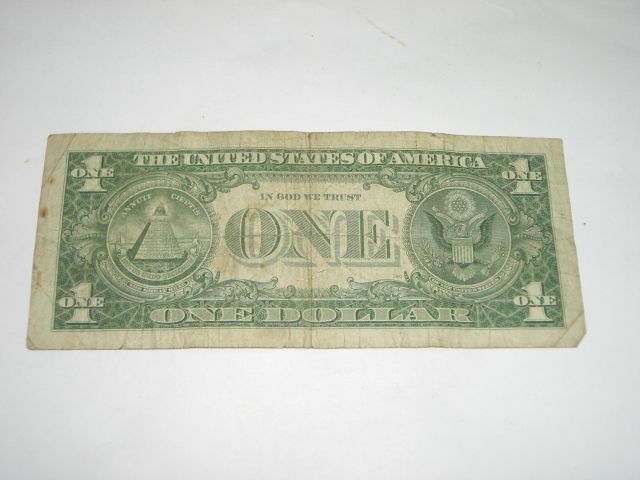 THE UNITED STATES OF AMERICA
1 ONE
ONE 1
IN GOD WE TRUST
ANNUIT CŒPTIS
ONE
1 ONE
ONE 1
ONE DOLLAR